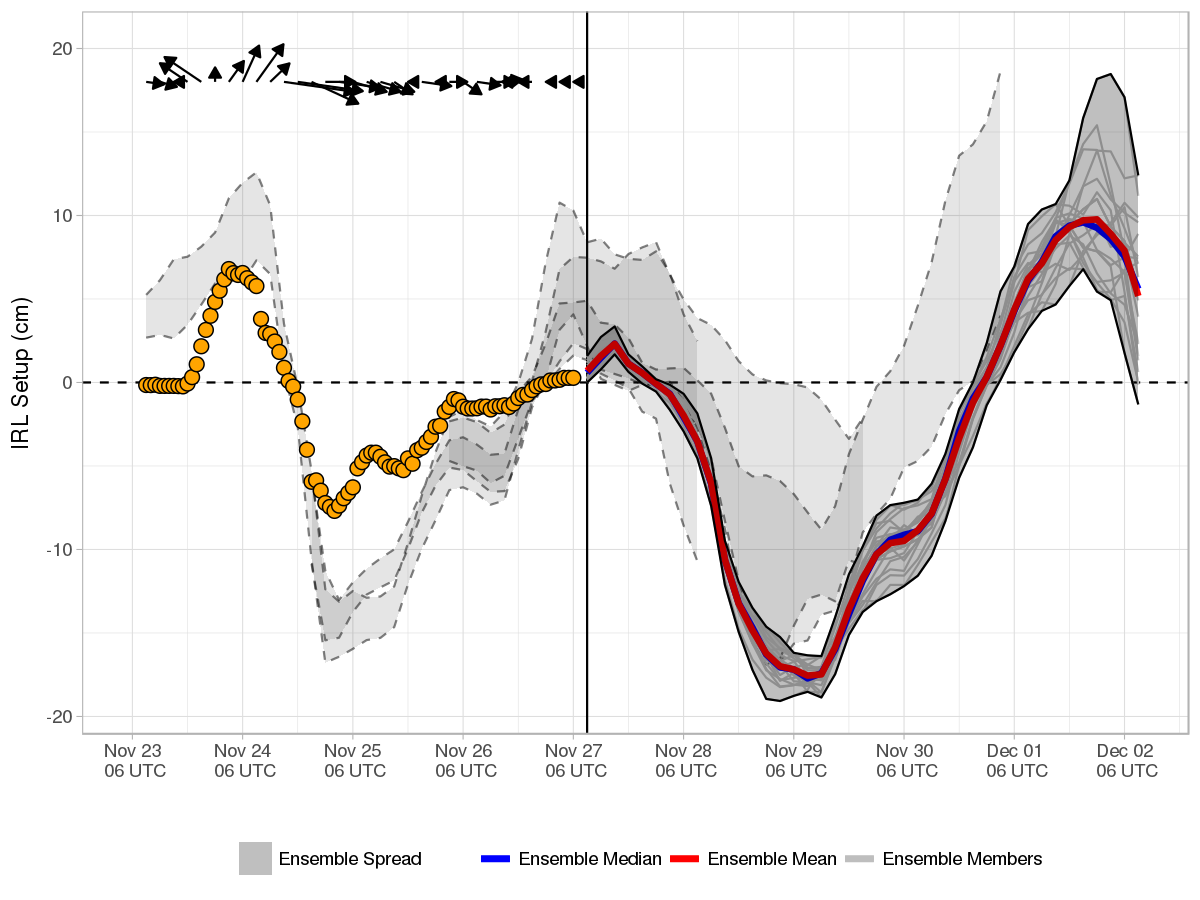 IRL Setup (cm)
20
10
0
-10
-20
Nov 23 Nov 24 Nov 25 Nov 26 Nov 27 Nov 28 Nov 29 Nov 30 Dec 01 Dec 02
06 UTC 06 UTC 06 UTC 06 UTC 06 UTC 06 UTC 06 UTC 06 UTC 06 UTC 06 UTC
Ensemble Spread Ensemble Median Ensemble Mean Ensemble Members